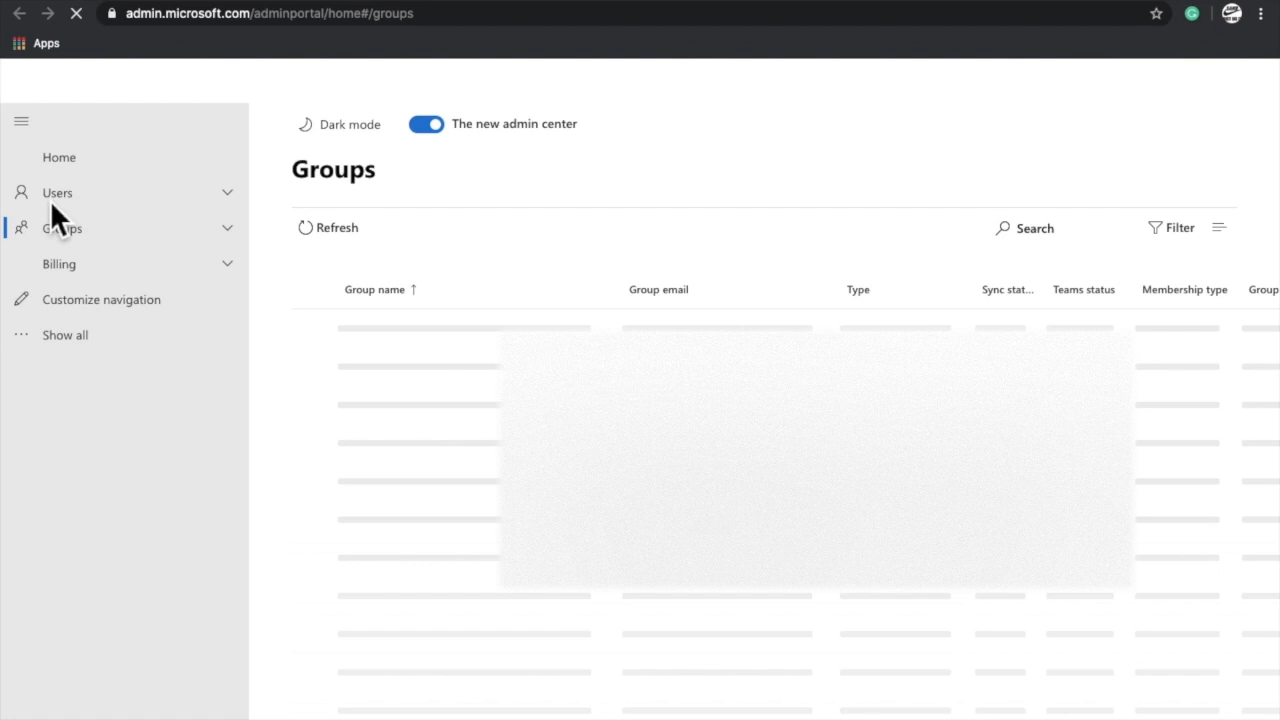 admin.microsoft.com/adminportal/home#/groups
Apps
Dark mode
The new admin center
Home
Groups
Users
Groups
Refresh
Search
Filter
Billing
Group name ↑
Group email
Type
Sync stat...
Teams status
Membership type
Group
Customize navigation
Show all